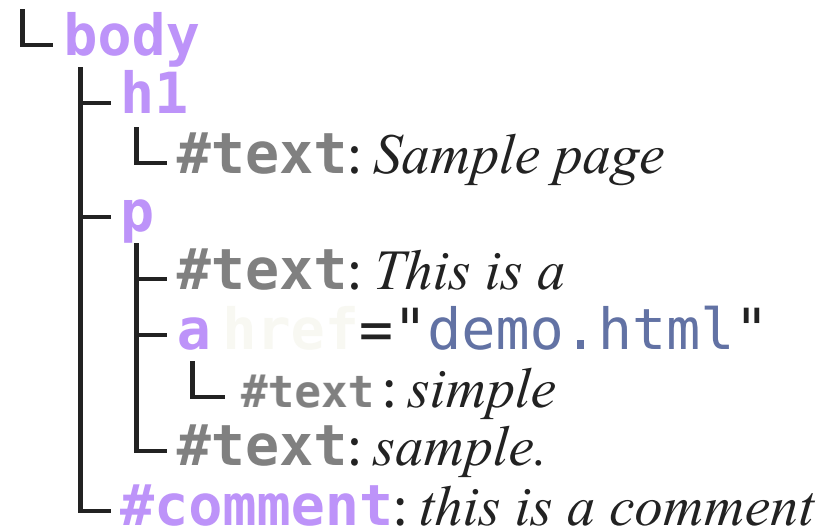 body
h1
#text: Sample page
p
#text: This is a
a href="demo.html"
#text: simple
#text: sample.
#comment: this is a comment